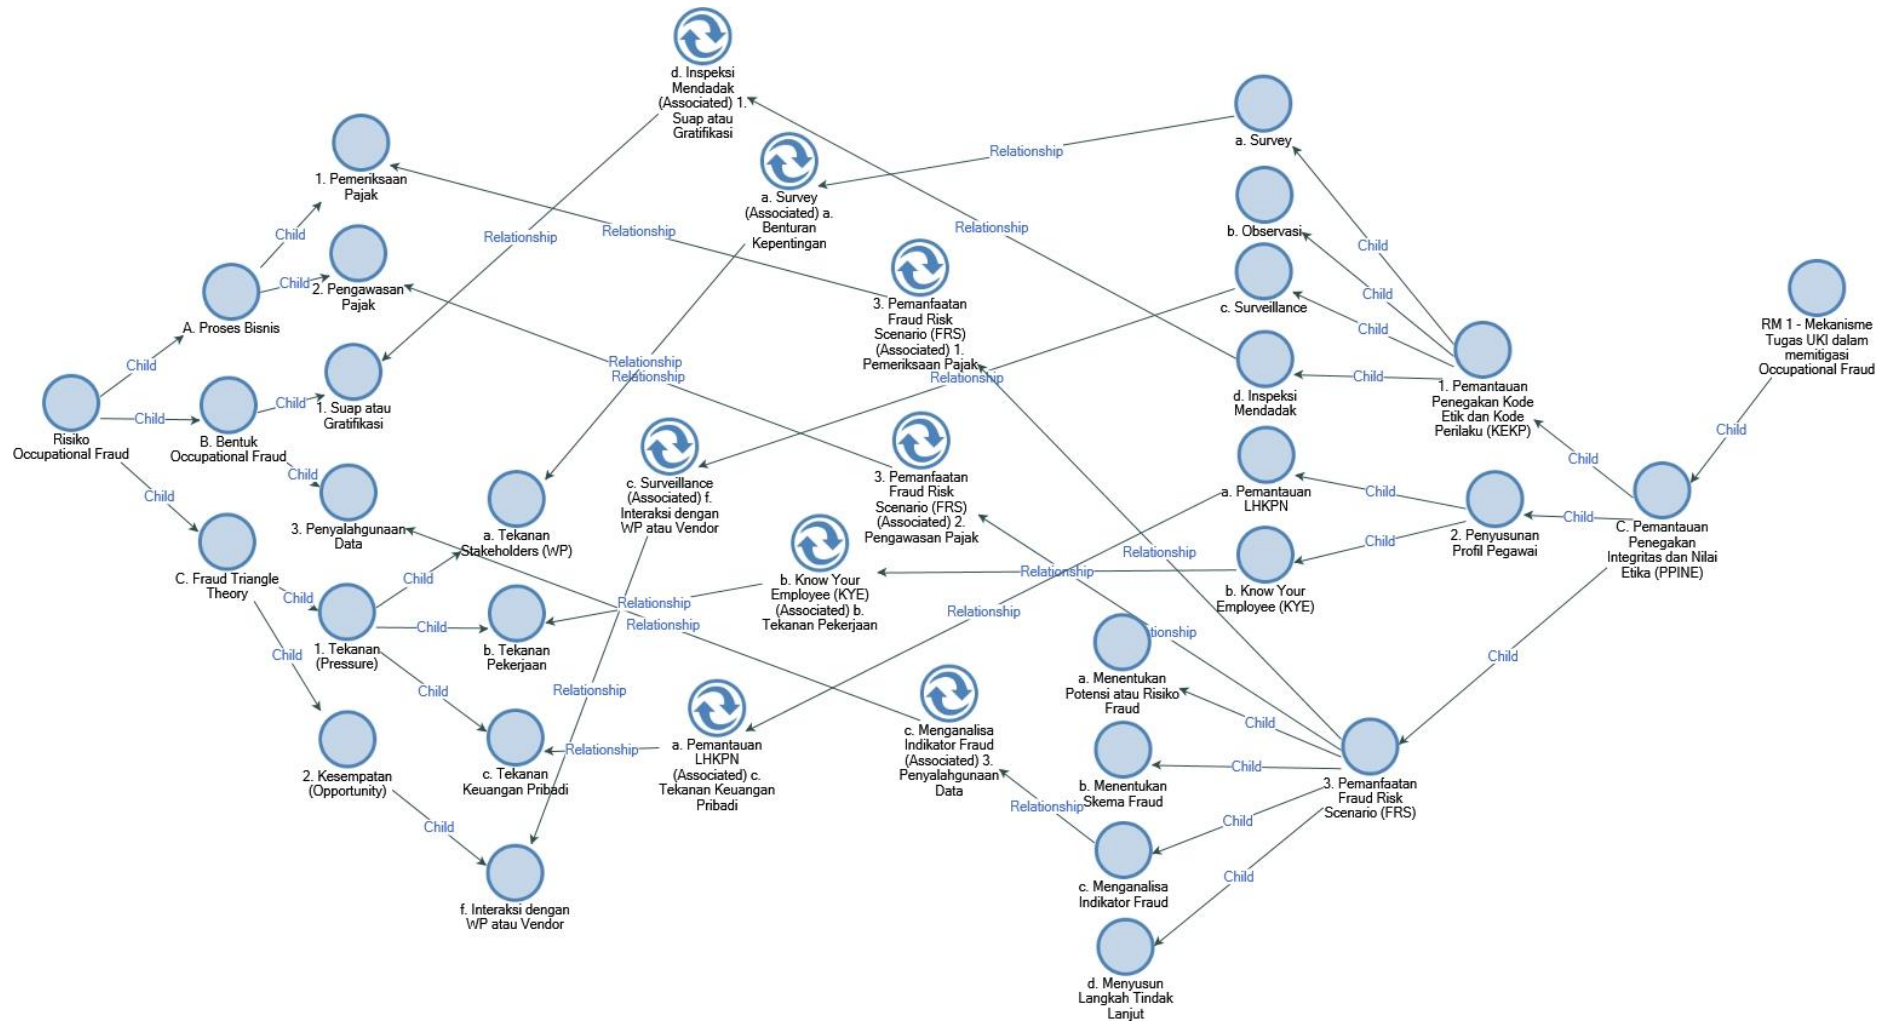 d. Inspeksi
Mendadak
(Associated) 1.
Suap atau
Gratifikasi
a. Survey
Relationship
1. Pemeriksaan
Pajak
a. Survey
(Associated) a.
Benturan
Kepentingan
b. Observasi
Relationship
Relationship
Relationship
Child
Child
2. Pengawasan
Pajak
Child
A. Proses Bisnis
3. Pemanfaatan
Fraud Risk
Scenario (FRS)
(Associated) 1.
Pemeriksaan Pajak
c. Surveillance
Child
Child
RM 1 - Mekanisme
Tugas UKI dalam
memitigasi
Occupational Fraud
Child
Relationship
Relationship
Relationship
Child
d. Inspeksi
Mendadak
1. Pemantauan
Penegakan Kode
Etik dan Kode
Perilaku (KEKP)
Child
Child
1. Suap atau
Gratifikasi
Risiko
Occupational Fraud
B. Bentuk
Occupational Fraud
Child
Child
Child
3. Penyalahgunaan
Data
c. Surveillance
(Associated) f.
Interaksi dengan
WP atau Vendor
3. Pemanfaatan
Fraud Risk
Scenario (FRS)
(Associated) 2.
Pengawasan Pajak
a. Pemantauan
LHKPN
Child
Child
2. Penyusunan
Profil Pegawai
C. Pemantauan
Penegakan
Integritas dan Nilai
Etika (PPINE)
Child
a. Tekanan
Stakeholders (WP)
Child
Relationship
Relationship
C. Fraud Triangle
Theory
Child
Child
b. Know Your
Employee (KYE)
(Associated) b.
Tekanan Pekerjaan
b. Know Your
Employee (KYE)
Relationship
Relationship
Relationship
Child
1. Tekanan
(Pressure)
b. Tekanan
Pekerjaan
tionship
Child
Child
Child
Relationship
a. Menentukan
Potensi atau Risiko
Fraud
Child
2. Kesempatan
(Opportunity)
c. Tekanan
Keuangan Pribadi
Relationship
a. Pemantauan
LHKPN
(Associated) c.
Tekanan Keuangan
Pribadi
c. Menganalisa
Indikator Fraud
(Associated) 3.
Penyalahgunaan
Data
b. Menentukan
Skema Fraud
Child
3. Pemanfaatan
Fraud Risk
Scenario (FRS)
Relationship
Child
Child
c. Menganalisa
Indikator Fraud
Child
f. Interaksi dengan
WP atau Vendor
d. Menyusun
Langkah Tindak
Lanjut